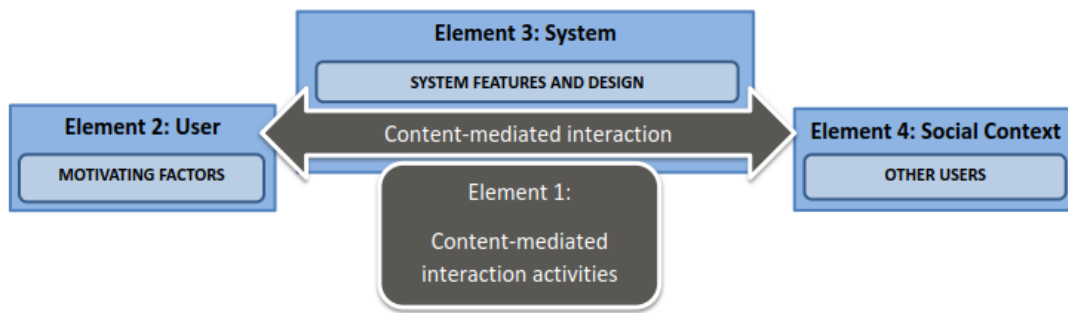 Element 3: System
SYSTEM FEATURES AND DESIGN
Element 2: User
MOTIVATING FACTORS
Content-mediated interaction
Element 4: Social Context
OTHER USERS
Element 1:
Content-mediated
interaction activities